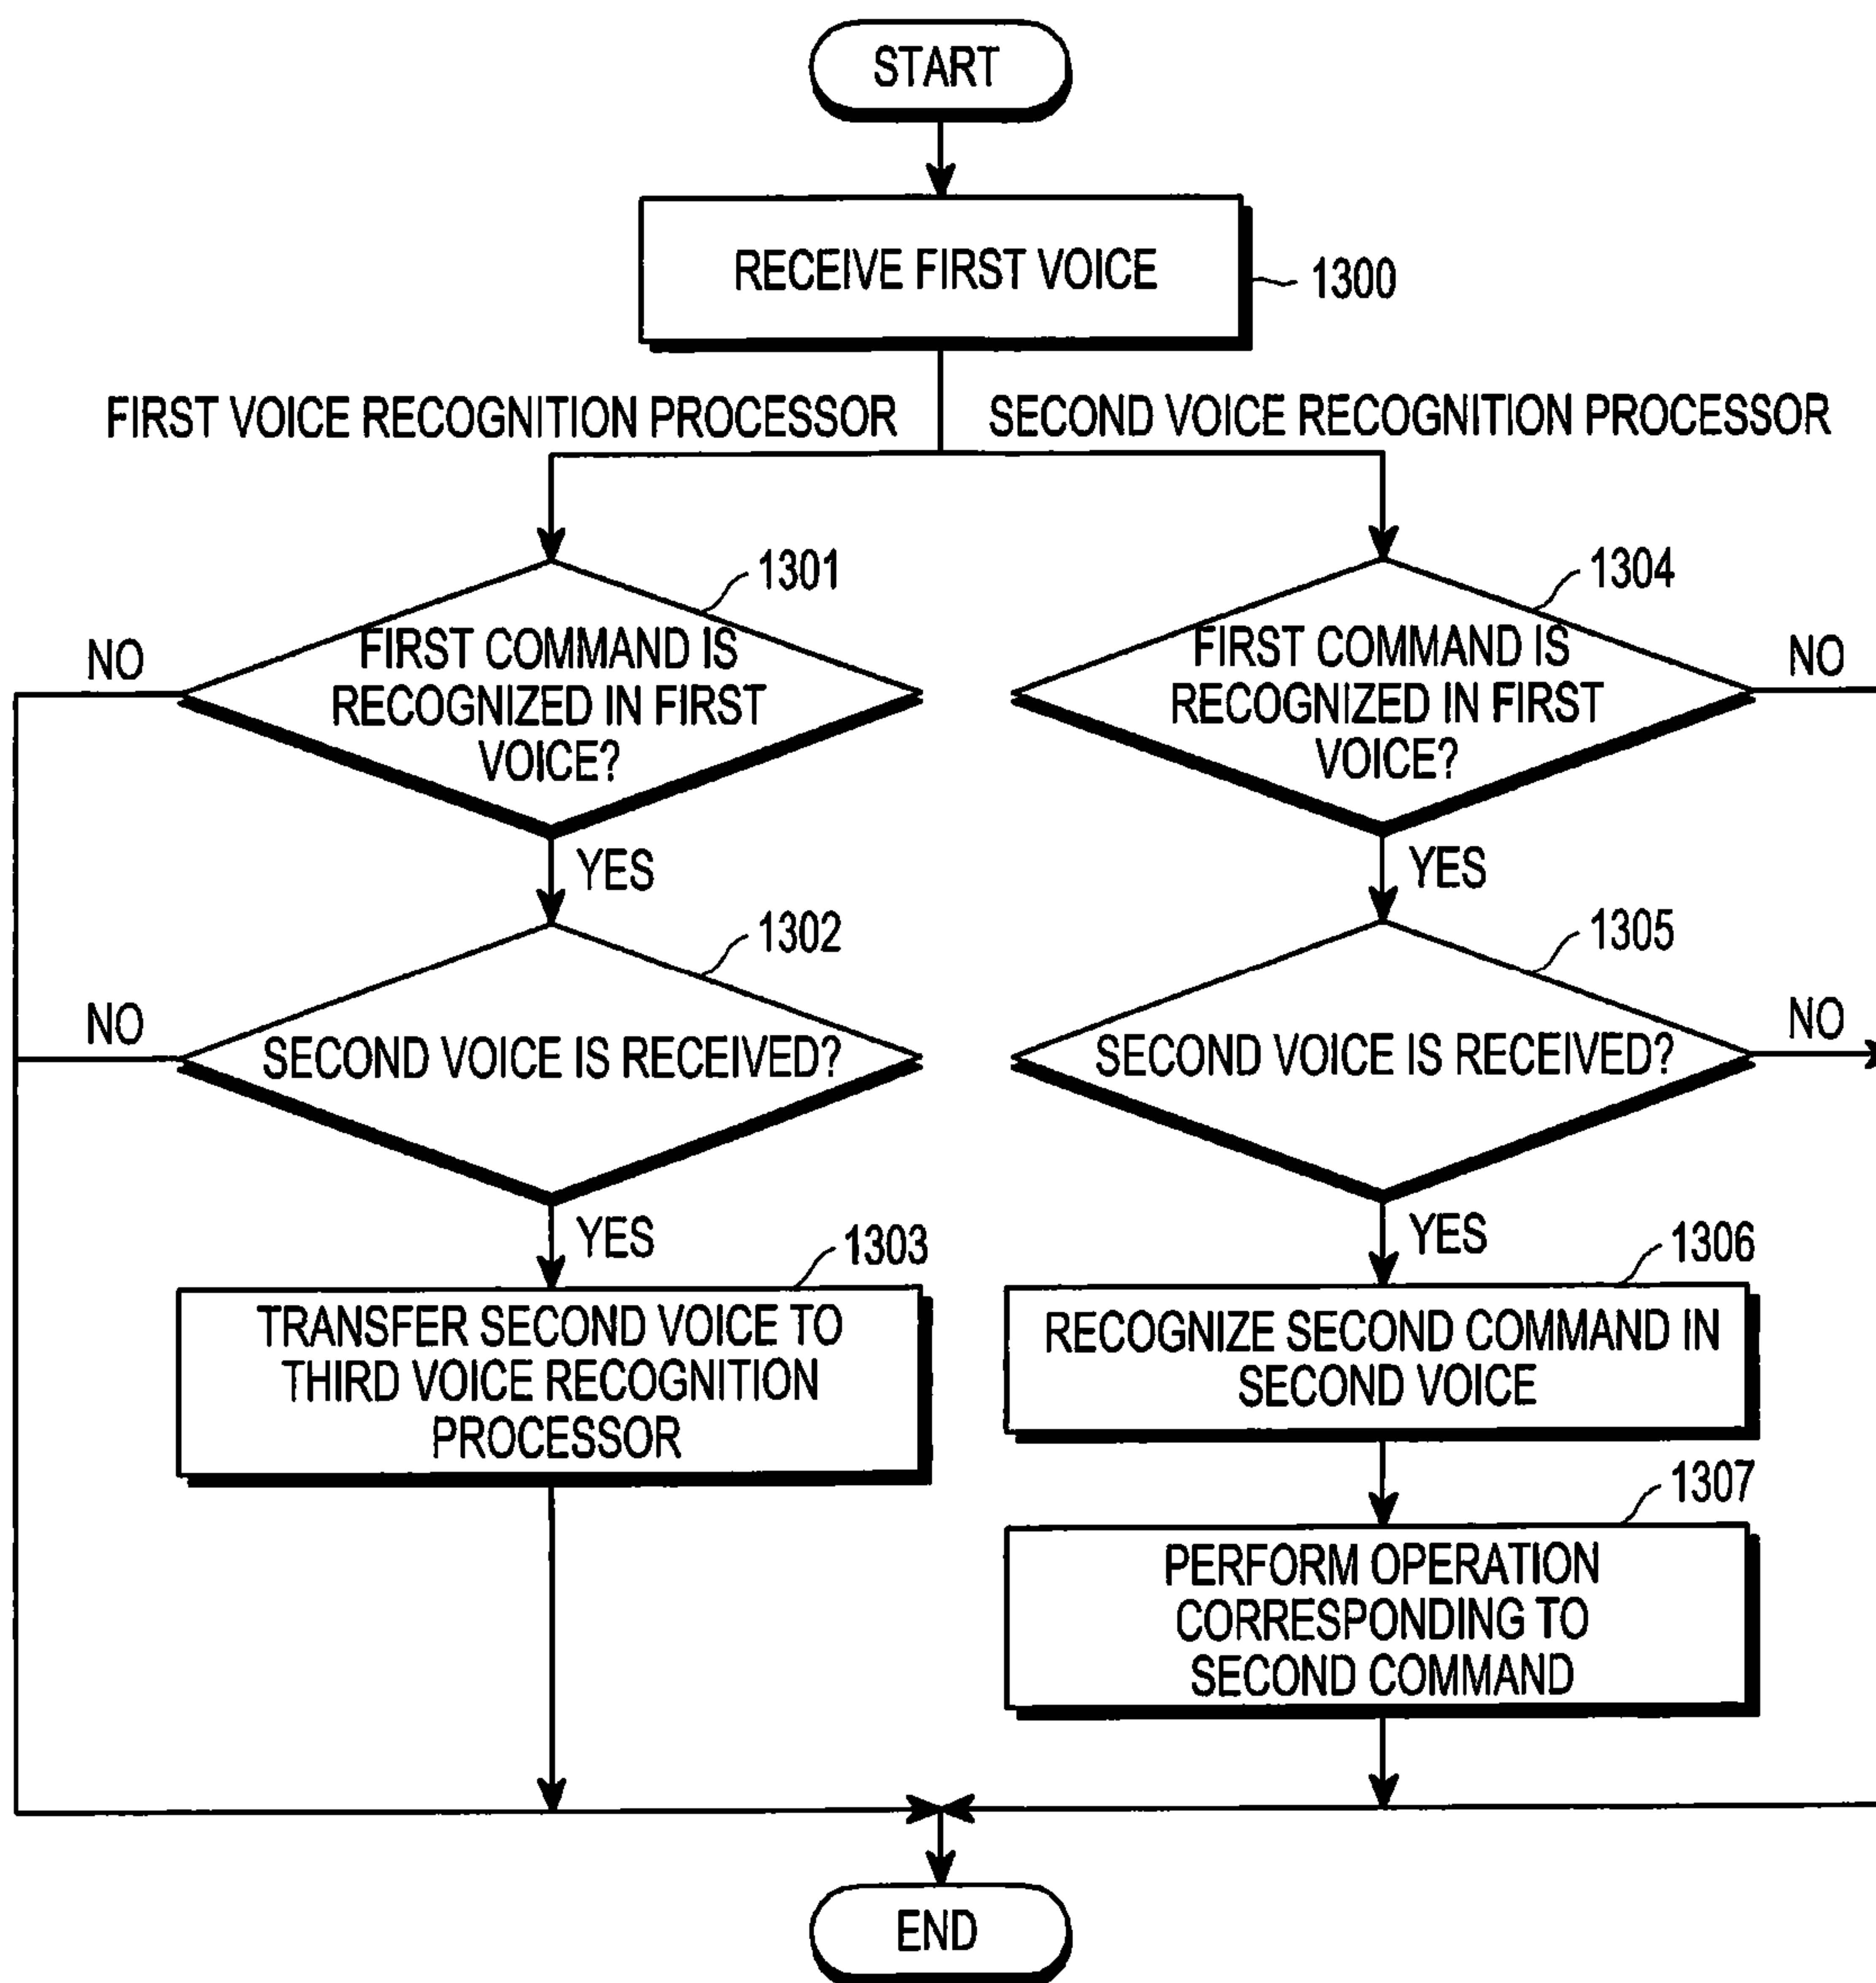 START
RECEIVE FIRST VOICE
1300
FIRST VOICE RECOGNITION PROCESSOR
SECOND VOICE RECOGNITION PROCESSOR
1301
FIRST COMMAND IS
RECOGNIZED IN FIRST
VOICE?
NO
YES
1302
SECOND VOICE IS RECEIVED?
NO
YES
1303
TRANSFER SECOND VOICE TO
THIRD VOICE RECOGNITION
PROCESSOR
1304
FIRST COMMAND IS
RECOGNIZED IN FIRST
VOICE?
NO
YES
1305
SECOND VOICE IS RECEIVED?
NO
YES
1306
RECOGNIZE SECOND COMMAND IN
SECOND VOICE
1307
PERFORM OPERATION
CORRESPONDING TO
SECOND COMMAND
END